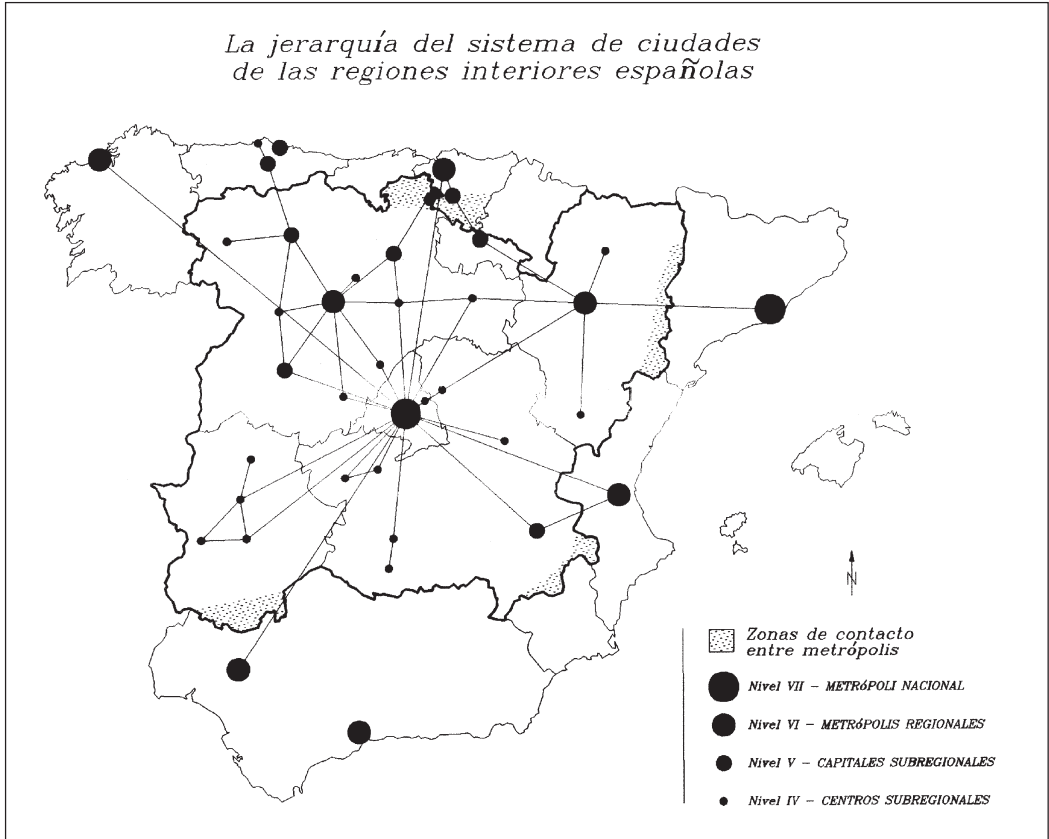 La jerarquía del sistema de ciudades
de las regiones interiores españolas
N
Zonas de contacto
entre metrópolis
Nivel VII – METRóPOLI NACIONAL
Nivel VI – METRóPOLIS REGIONALES
Nivel V – CAPITALES SUBREGIONALES
Nivel IV – CENTROS SUBREGIONALES